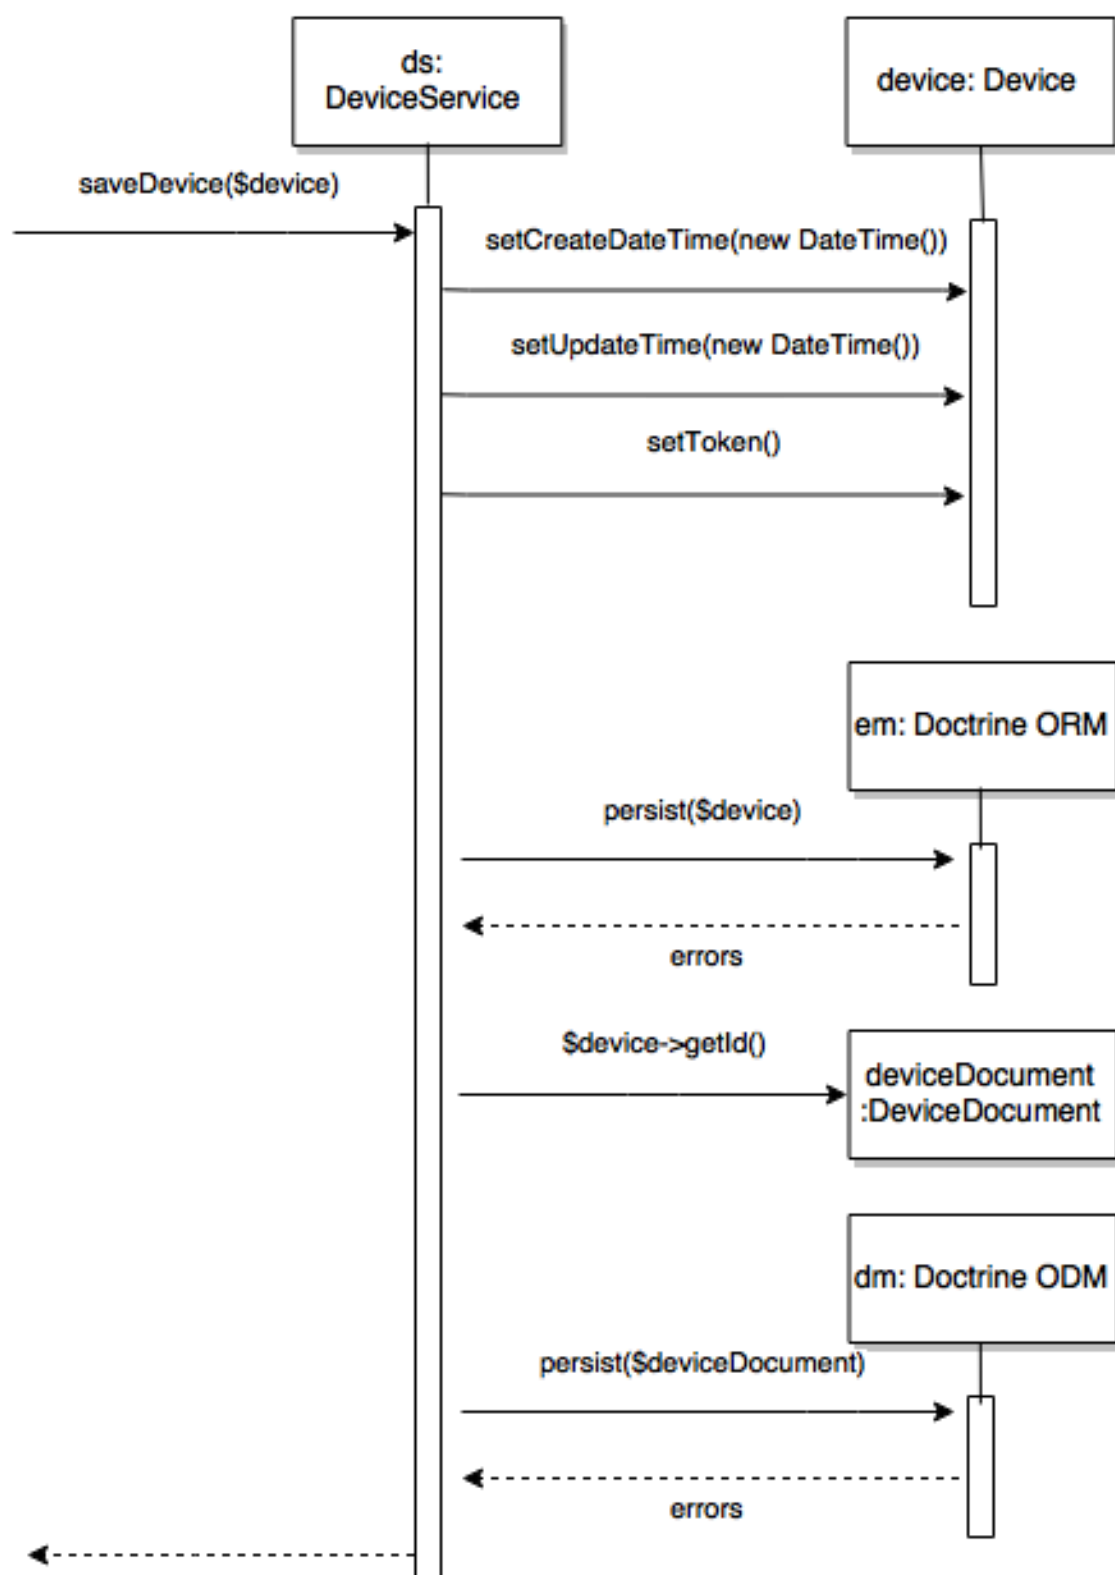 ds:
DeviceService
device: Device
saveDevice($device)
setCreateDateTime(new DateTime())
setUpdateTime(new DateTime())
setToken()
em: Doctrine ORM
persist($device)
errors
$device->getId()
deviceDocument
:DeviceDocument
dm: Doctrine ODM
persist($deviceDocument)
errors